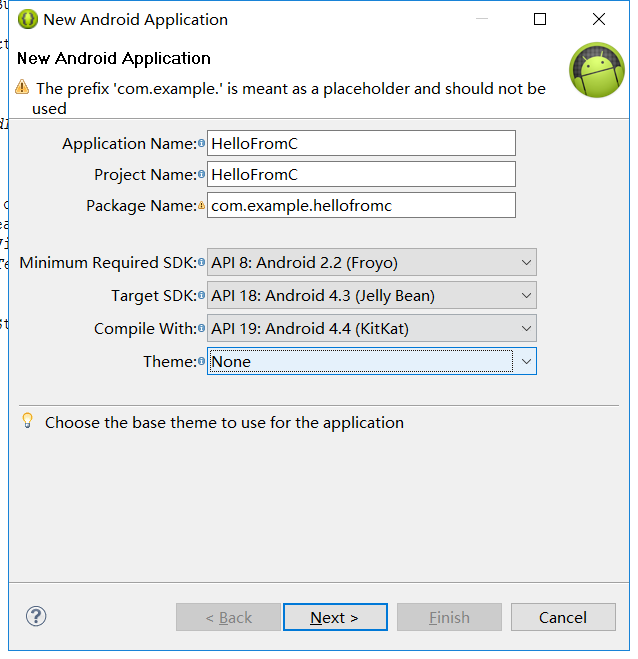 New Android Application
New Android Application
The prefix 'com.example.' is meant as a placeholder and should not be
used
Application Name: HelloFromC
Project Name: HelloFromC
Package Name: com.example.hellofromc
Minimum Required SDK: API 8: Android 2.2 (Froyo)
Target SDK: API 18: Android 4.3 (Jelly Bean)
Compile With: API 19: Android 4.4 (KitKat)
Theme: None
Choose the base theme to use for the application
< Back
Next >
Finish
Cancel